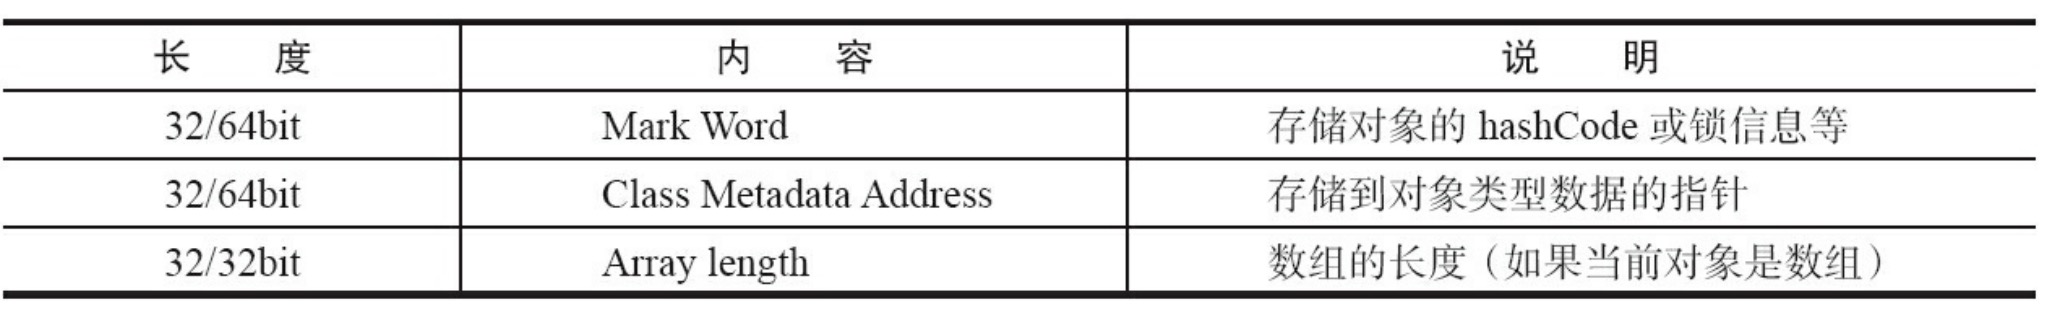 长 度 内 容 说 明
32/64bit Mark Word 存储对象的 hashCode 或锁信息等
32/64bit Class Metadata Address 存储到对象类型数据的指针
32/32bit Array length 数组的长度（如果当前对象是数组）